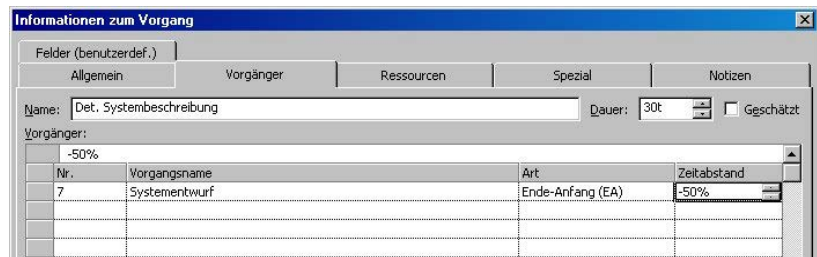 Informationen zum Vorgang
Felder (benutzerdef.)
Allgemein Vorgänger Ressourcen Spezial Notizen
Name: Det. Systembeschreibung Dauer: 30t Geschätzt
Vorgänger:
-50%
Nr. Vorgangsname Art Zeitabstand
7 Systementwurf Ende-Anfang (EA) -50%